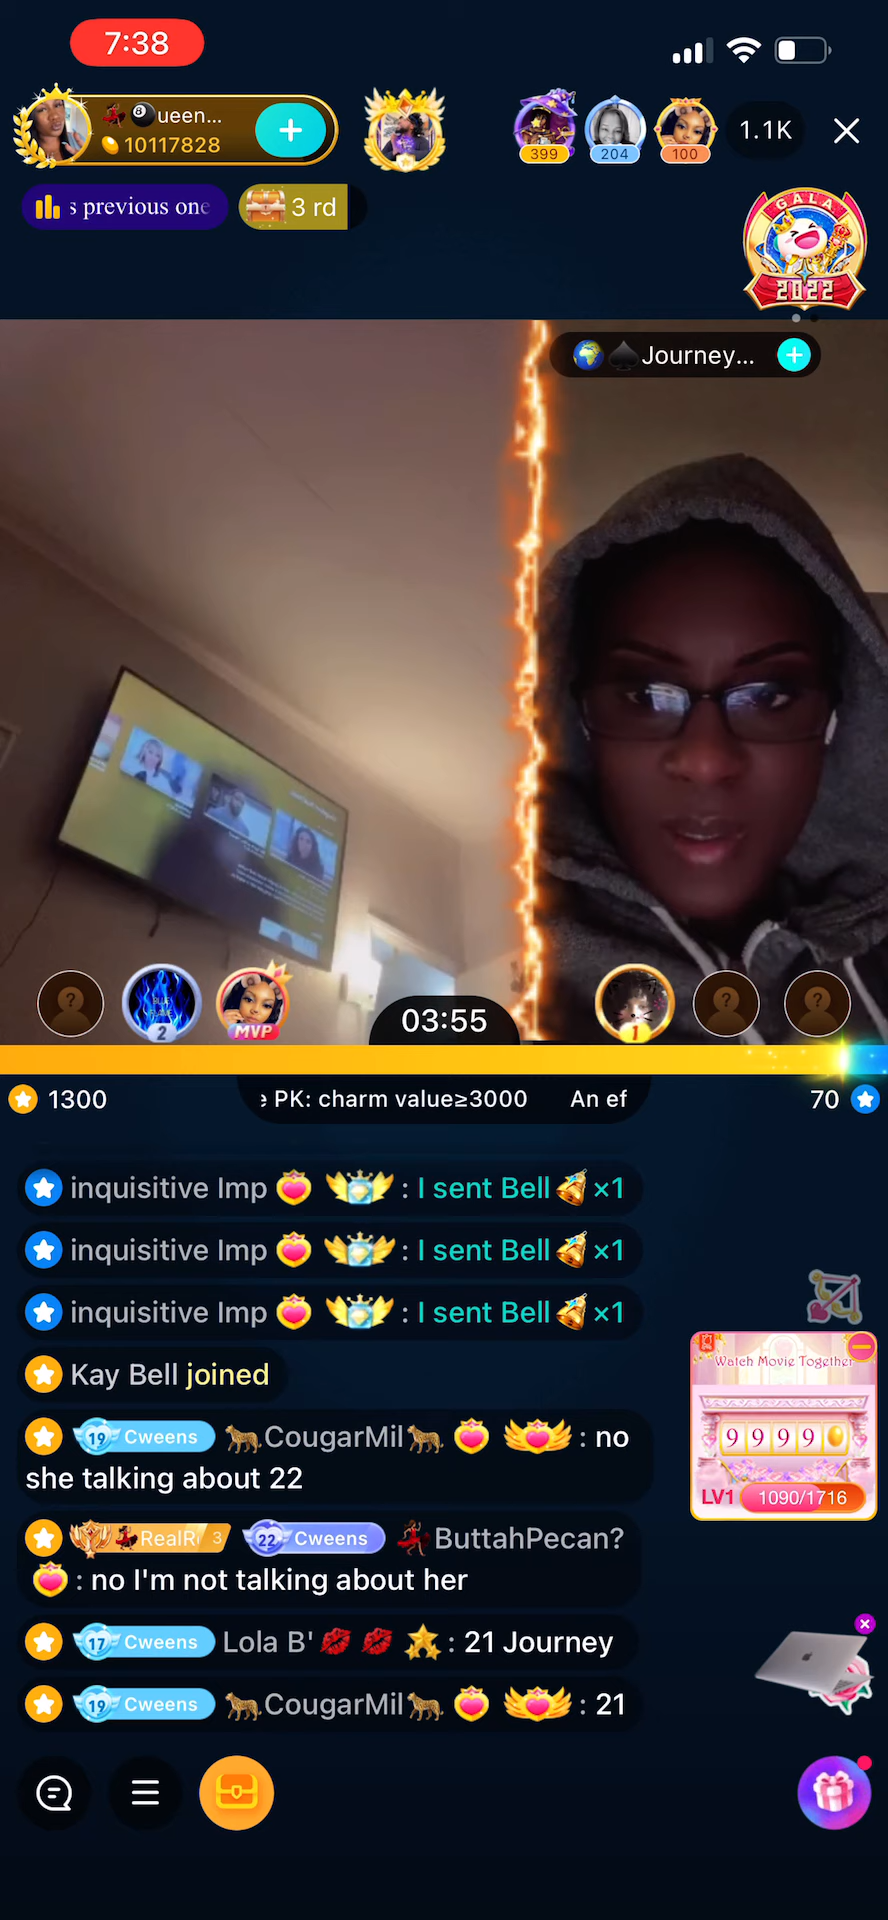 7:38
ueen...
10117828
399
204
100
1.1K
s previous one
3 rd
GALA
2022
Journey...
2
MVP
03:55
1
1300
PK: charm value≥3000 An ef
70
inquisitive Imp : I sent Bell ×1
inquisitive Imp : I sent Bell ×1
inquisitive Imp : I sent Bell ×1
Kay Bell joined
19 Cweens CougarMil : no
she talking about 22
RealR 3 22 Cweens ButtahPecan?
: no I'm not talking about her
17 Cweens Lola B' : 21 Journey
19 Cweens CougarMil : 21
Watch Movie Together
9 9 9 9
LV1 1090/1716